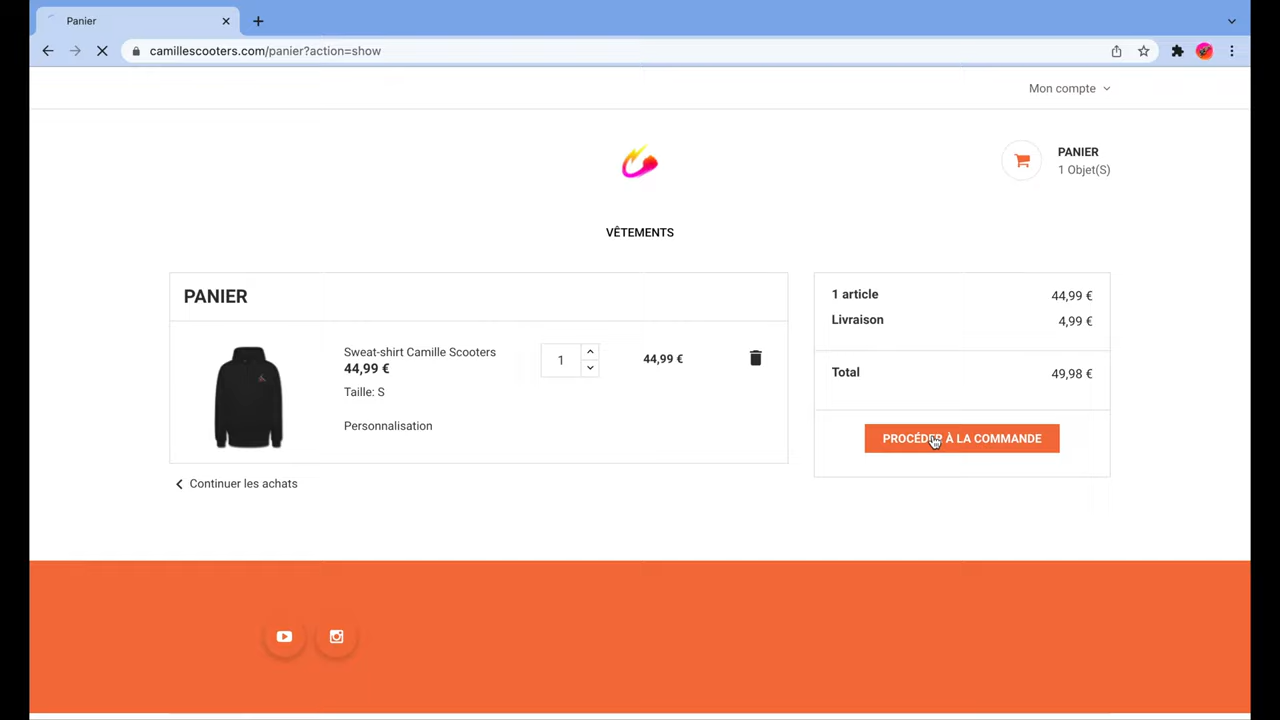 Panier
camillescooters.com/panier?action=show
Mon compte
PANIER
1 Objet(S)
VÊTEMENTS
PANIER
Sweat-shirt Camille Scooters
44,99 €
Taille: S
Personnalisation
1
44,99 €
1 article 44,99 €
Livraison 4,99 €
Total 49,98 €
PROCÉDER À LA COMMANDE
Continuer les achats